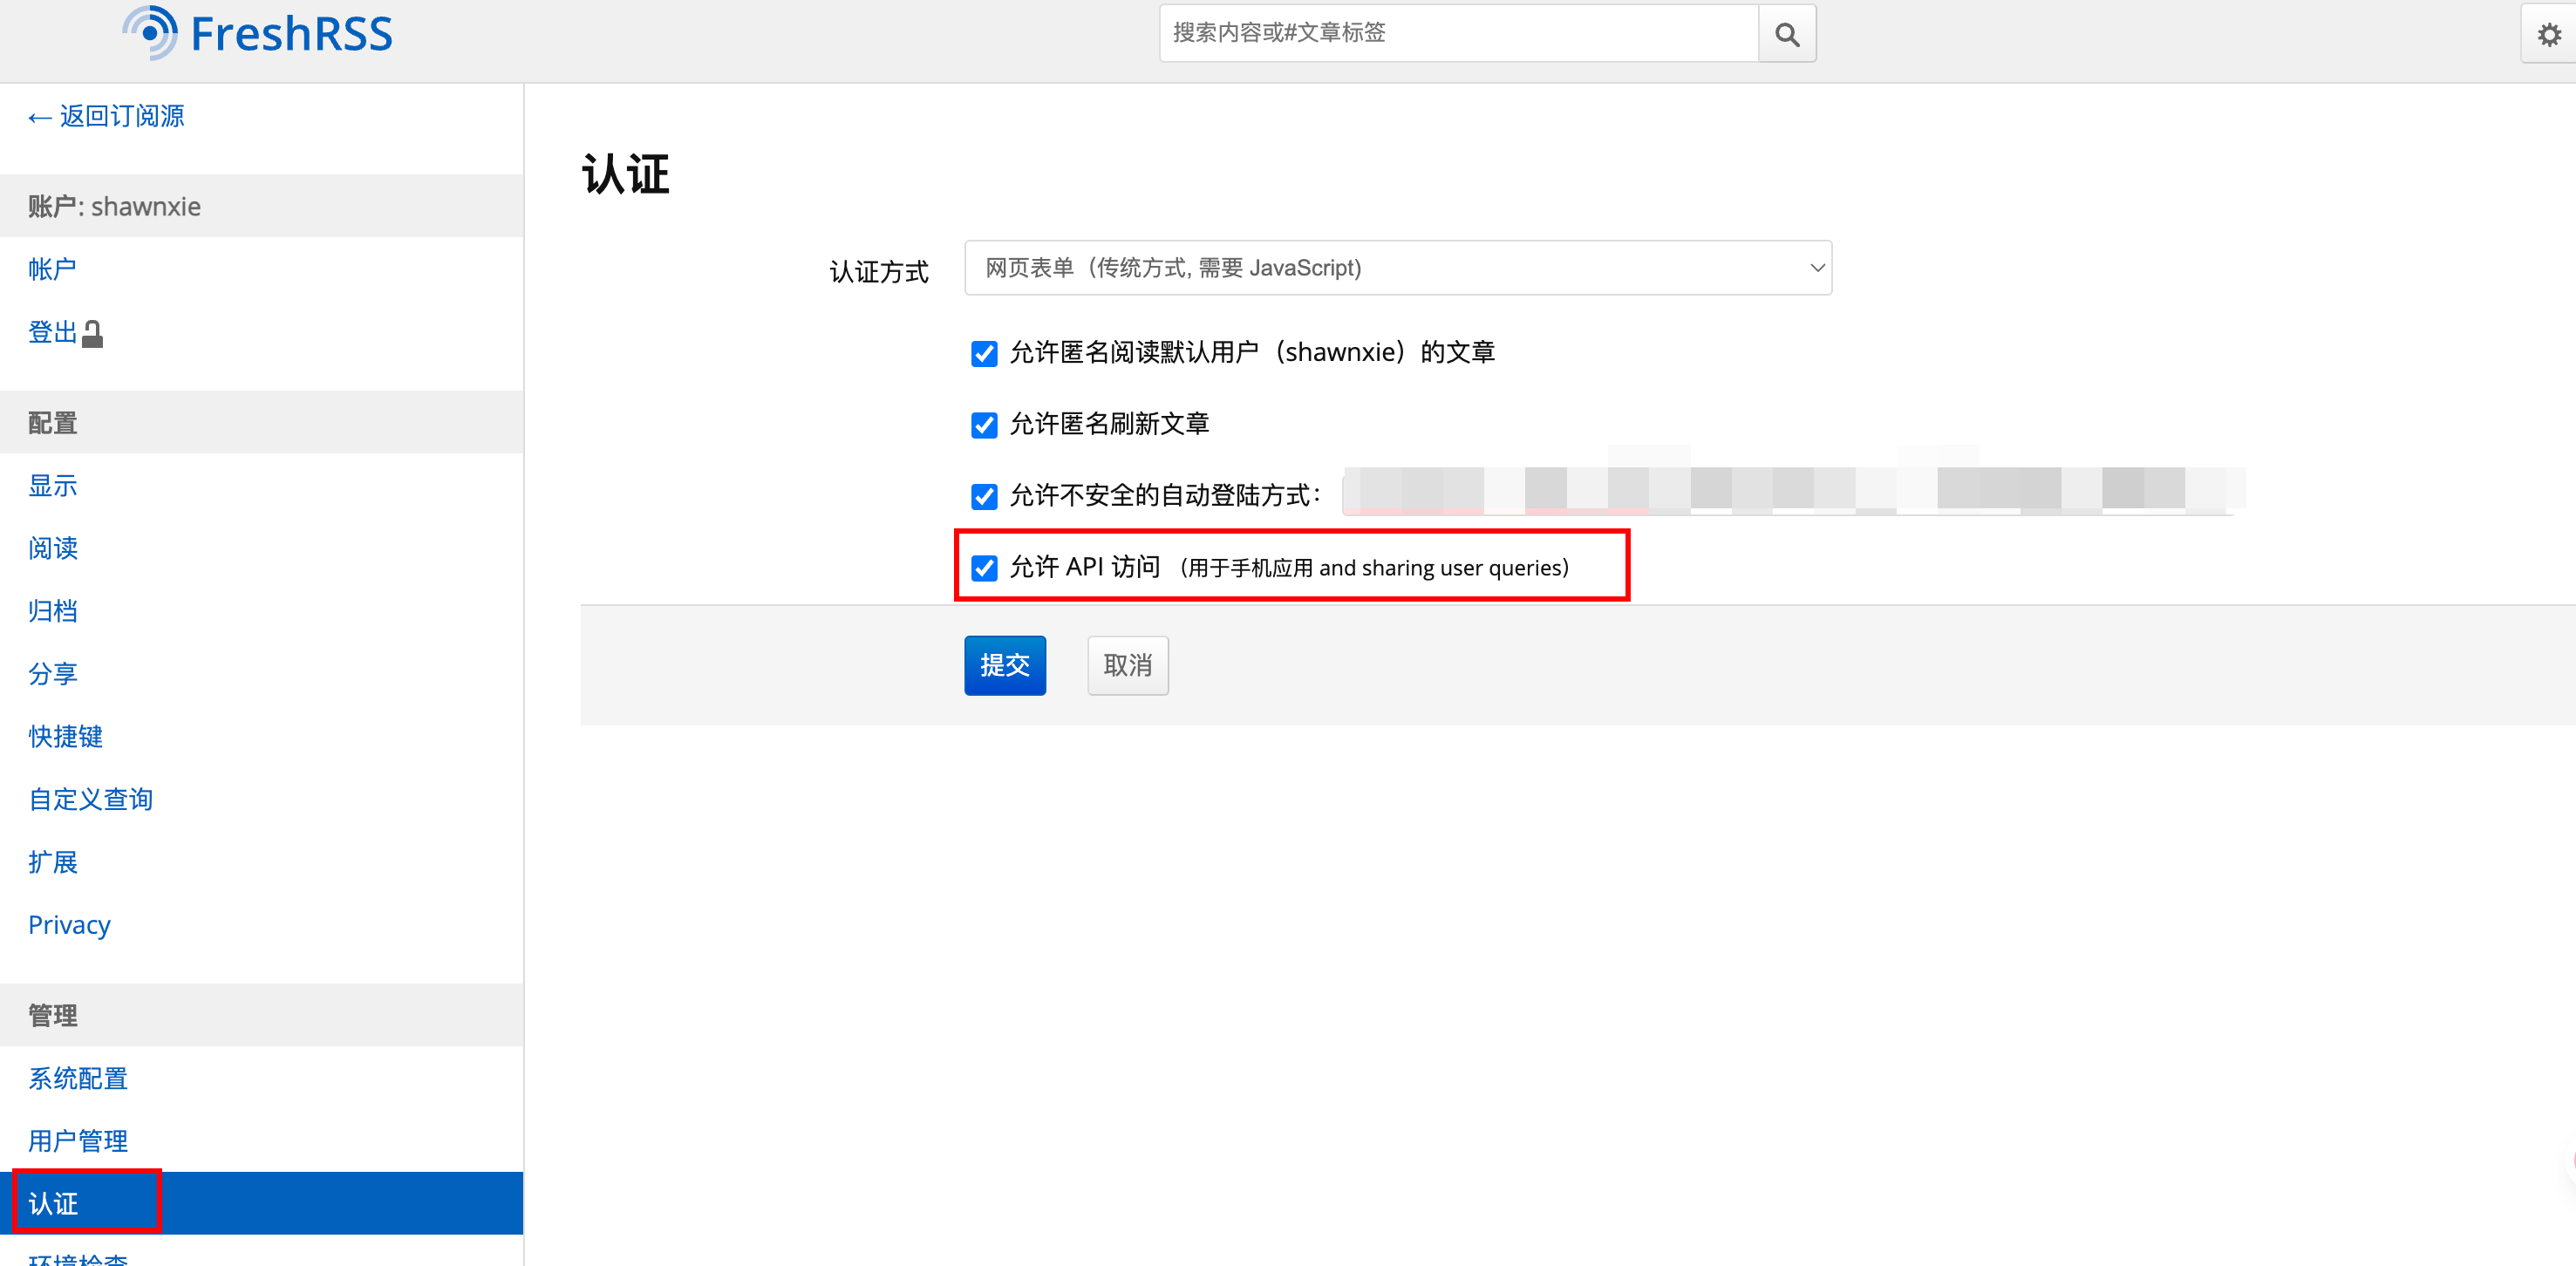 FreshRSS
搜索内容或#文章标签
← 返回订阅源
账户: shawnxie
帐户
登出
配置
显示
阅读
归档
分享
快捷键
自定义查询
扩展
Privacy
管理
系统配置
用户管理
认证
环境检查
认证
认证方式
网页表单（传统方式, 需要 JavaScript)
允许匿名阅读默认用户（shawnxie）的文章
允许匿名刷新文章
允许不安全的自动登陆方式：
允许 API 访问 （用于手机应用 and sharing user queries）
提交
取消